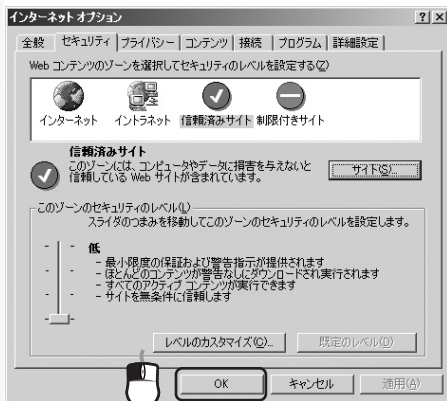 インターネット オプション
全般 セキュリティ プライバシー コンテンツ 接続 プログラム 詳細設定
Web コンテンツのゾーンを選択してセキュリティのレベルを設定する(Z)
インターネット イントラネット 信頼済みサイト 制限付きサイト
信頼済みサイト
このゾーンには、コンピュータやデータに損害を与えないと
信頼している Web サイトが含まれています。
サイト(S)...
このゾーンのセキュリティのレベル(L)
スライダのつまみを移動してこのゾーンのセキュリティのレベルを設定します。
低
- 最小限度の保証および警告指示が提供されます
- ほとんどのコンテンツが警告なしにダウンロードされ実行されます
- すべてのアクティブ コンテンツが実行できます
- サイトを無条件に信頼します
レベルのカスタマイズ(C)... 既定のレベル(D)
OK キャンセル 適用(A)